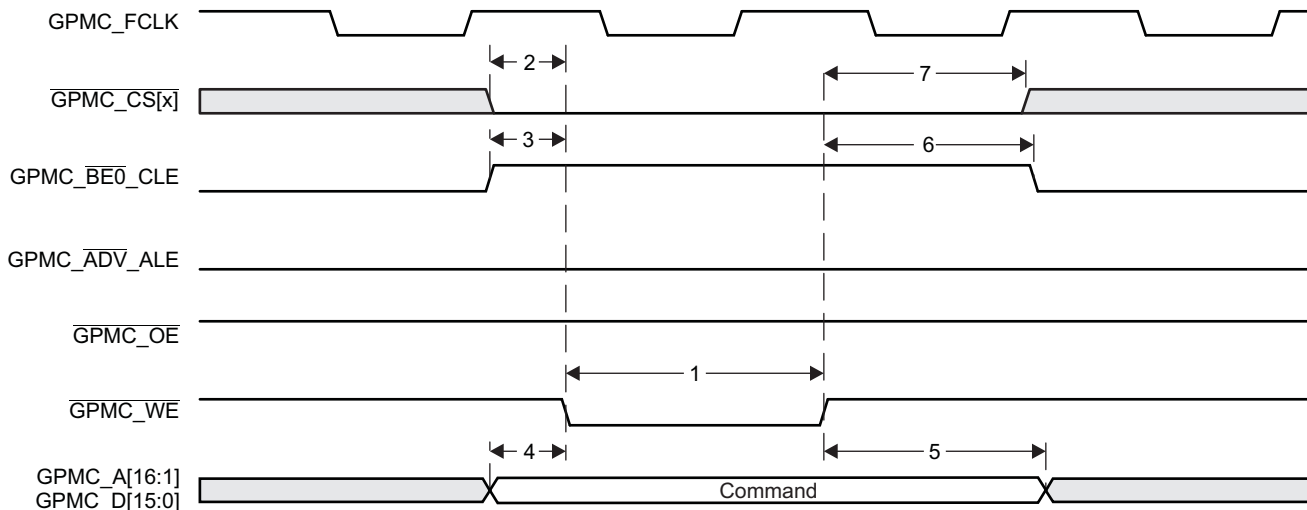 GPMC_FCLK
2
7
GPMC_CS[x]
3
6
GPMC_BE0_CLE
GPMC_ADV_ALE
GPMC_OE
1
GPMC_WE
4
5
GPMC_A[16:1]
GPMC_D[15:0]
Command